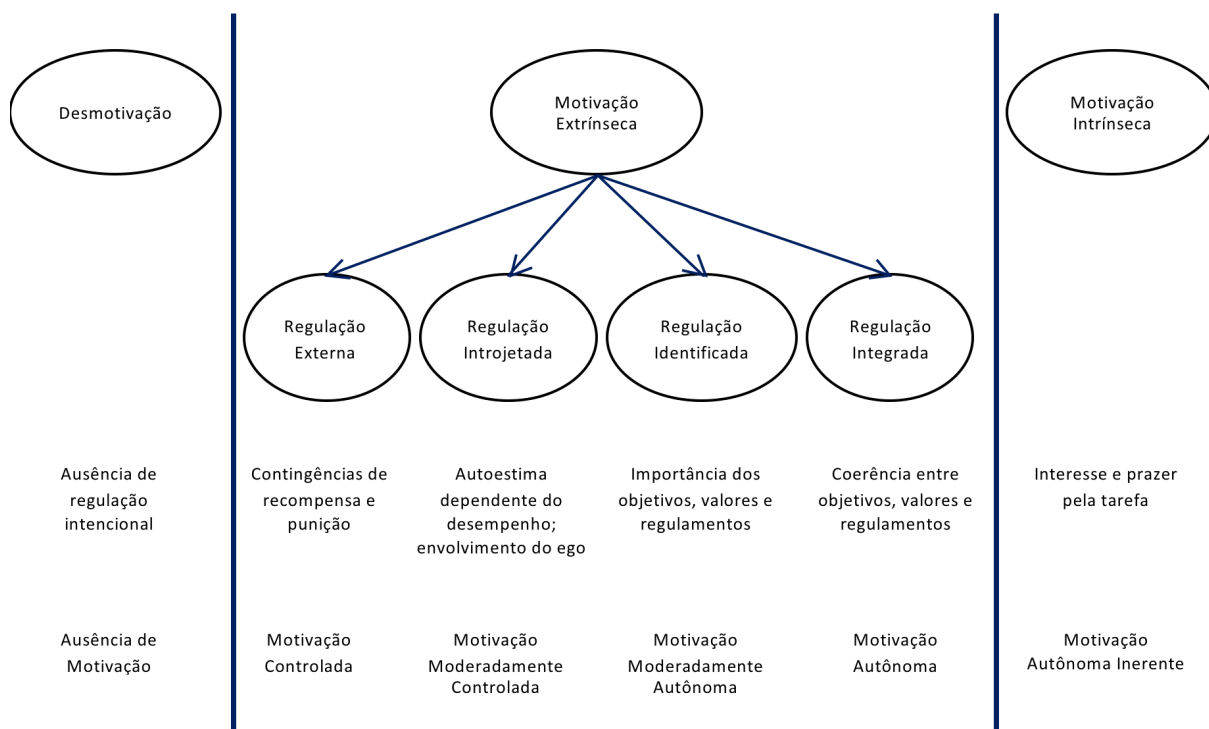 Desmotivação
Motivação
Extrínseca
Motivação
Intrínseca
Regulação
Externa
Regulação
Introjetada
Regulação
Identificada
Regulação
Integrada
Ausência de
regulação
intencional
Contingências de
recompensa e
punição
Autoestima
dependente do
desempenho;
envolvimento do ego
Importância dos
objetivos, valores e
regulamentos
Coerência entre
objetivos, valores e
regulamentos
Interesse e prazer
pela tarefa
Ausência de
Motivação
Motivação
Controlada
Motivação
Moderadamente
Controlada
Motivação
Moderadamente
Autônoma
Motivação
Autônoma
Motivação
Autônoma Inerente